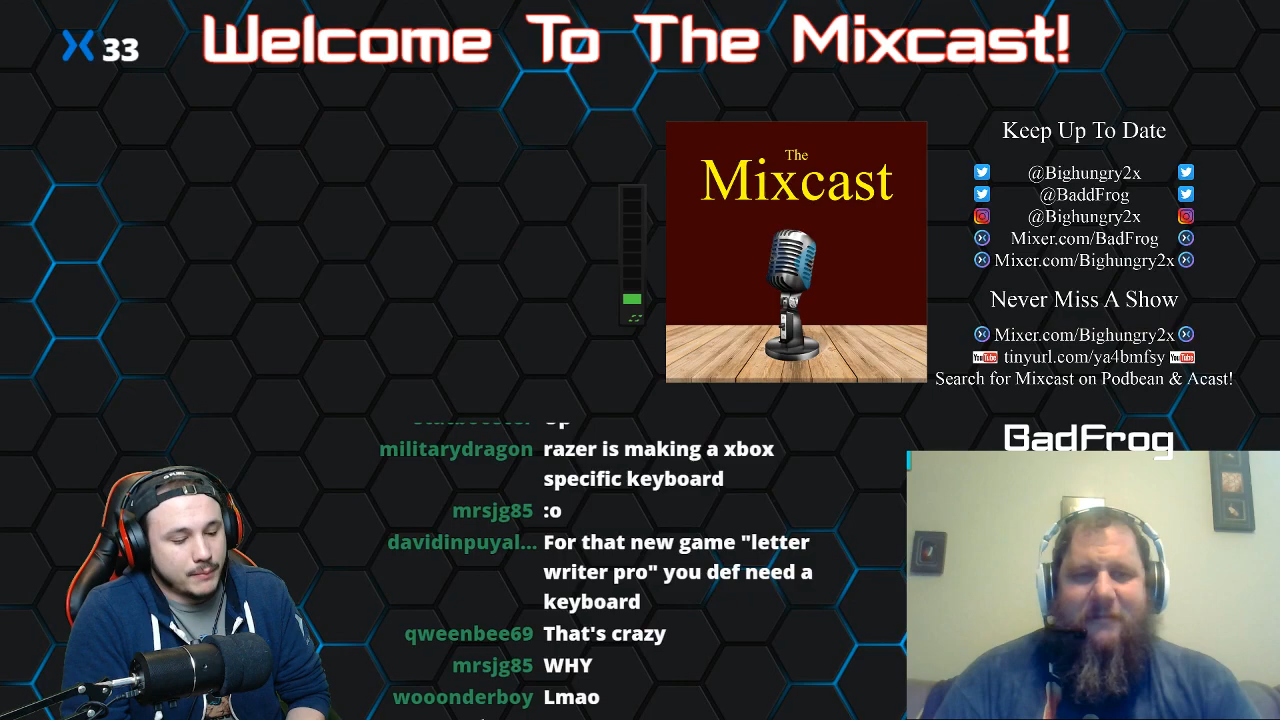 33
Welcome To The Mixcast!
The
Mixcast
Keep Up To Date
@Bighungry2x
@BaddFrog
@Bighungry2x
Mixer.com/BadFrog
Mixer.com/Bighungry2x
Never Miss A Show
Mixer.com/Bighungry2x
YouTube tinyurl.com/ya4bmfsy YouTube
Search for Mixcast on Podbean & Acast!
BadFrog
militarydragon razer is making a xbox
specific keyboard
mrsjg85 :o
davidinpuyal... For that new game "letter
writer pro" you def need a
keyboard
qweenbee69 That's crazy
mrsjg85 WHY
wooonderboy Lmao